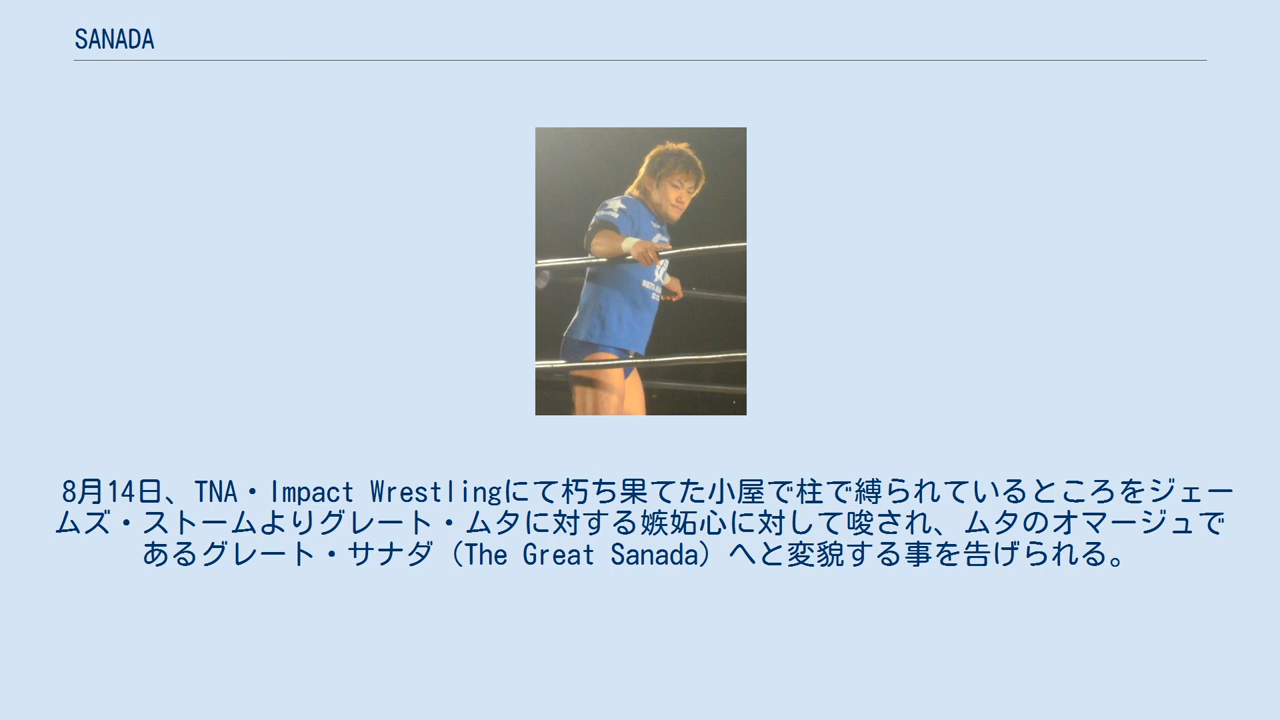 SANADA
8月14日、TNA・Impact Wrestlingにて朽ち果てた小屋で柱で縛られているところをジェー
ムズ・ストームよりグレート・ムタに対する嫉妬心に対して唆され、ムタのオマージュで
あるグレート・サナダ（The Great Sanada）へと変貌する事を告げられる。